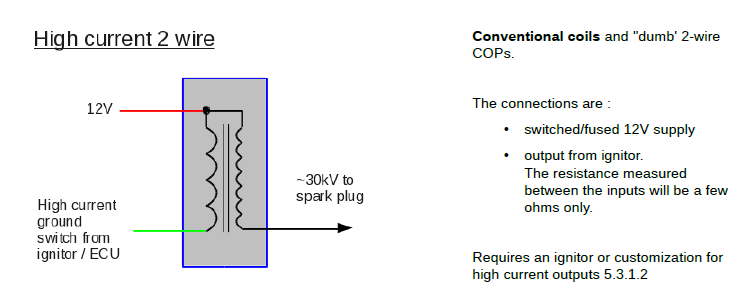 High current 2 wire
12V
High current
ground
switch from
ignitor / ECU
~30kV to
spark plug
Conventional coils and "dumb' 2-wire
COPs.
The connections are :
• switched/fused 12V supply
• output from ignitor.
The resistance measured
between the inputs will be a few
ohms only.
Requires an ignitor or customization for
high current outputs 5.3.1.2